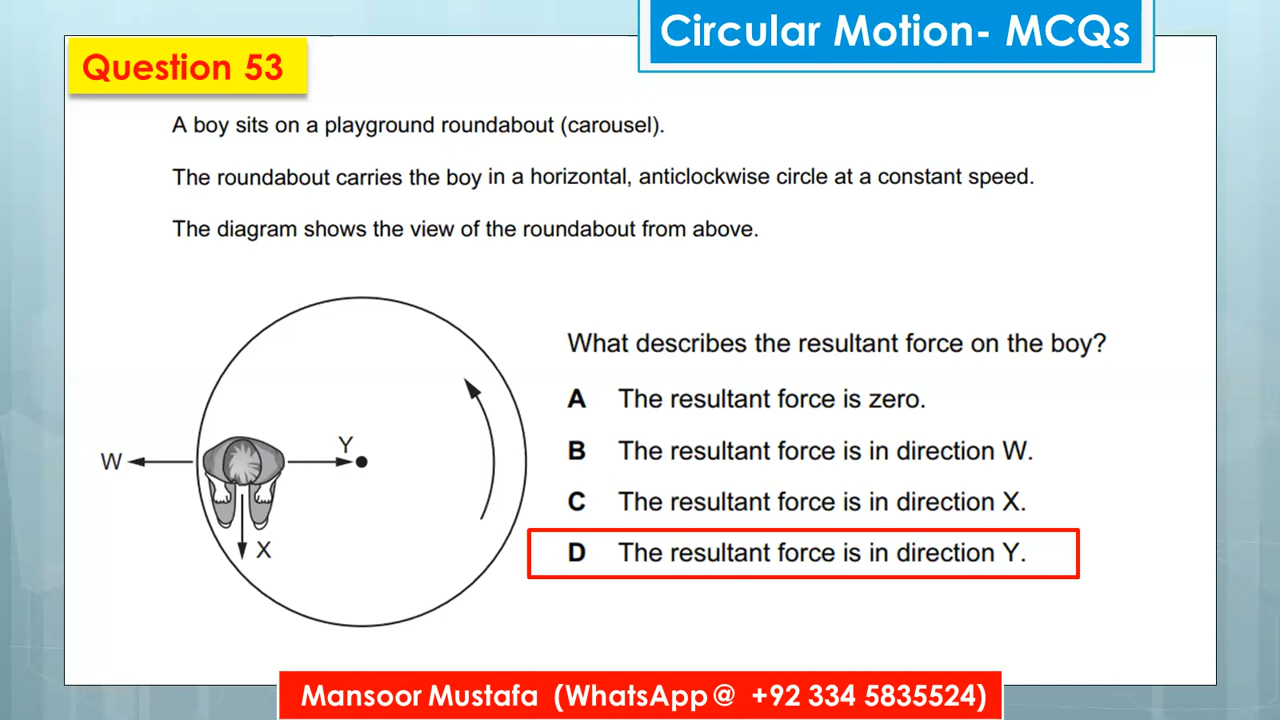 Circular Motion- MCQs
Question 53
A boy sits on a playground roundabout (carousel).
The roundabout carries the boy in a horizontal, anticlockwise circle at a constant speed.
The diagram shows the view of the roundabout from above.
What describes the resultant force on the boy?
A The resultant force is zero.
B The resultant force is in direction W.
C The resultant force is in direction X.
D The resultant force is in direction Y.
Y
W
X
Mansoor Mustafa (WhatsApp@ +92 334 5835524)